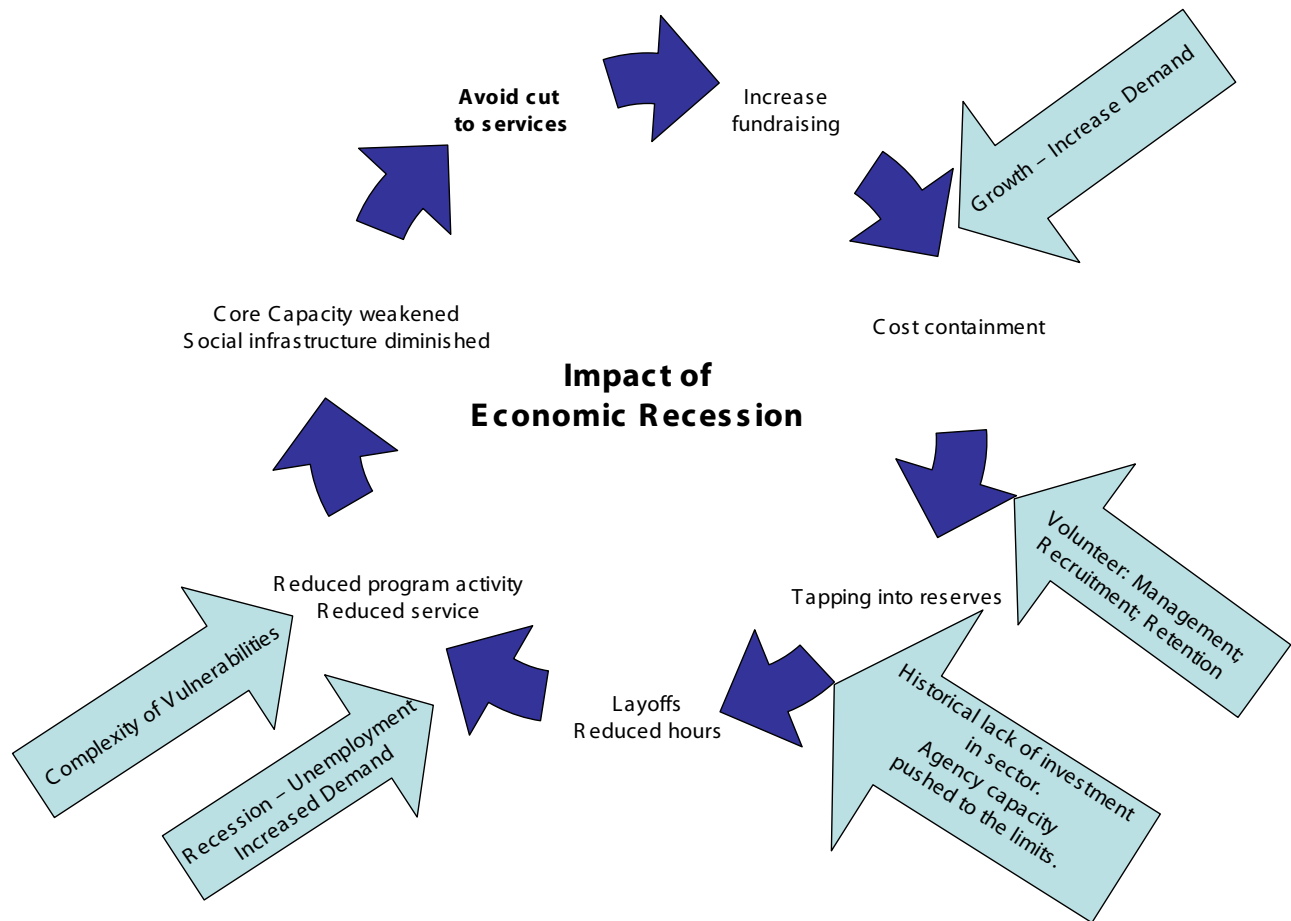 Avoid cut
to services
Increase
fundraising
Growth – Increase Demand
Cost containment
Core Capacity weakened
Social infrastructure diminished
Impact of
Economic Recession
Volunteer: Management;
Recruitment; Retention
Tapping into reserves
Historical lack of investment
in sector.
Agency capacity
pushed to the limits.
Layoffs
Reduced hours
Reduced program activity
Reduced service
Recession – Unemployment
Increased Demand
Complexity of Vulnerabilities